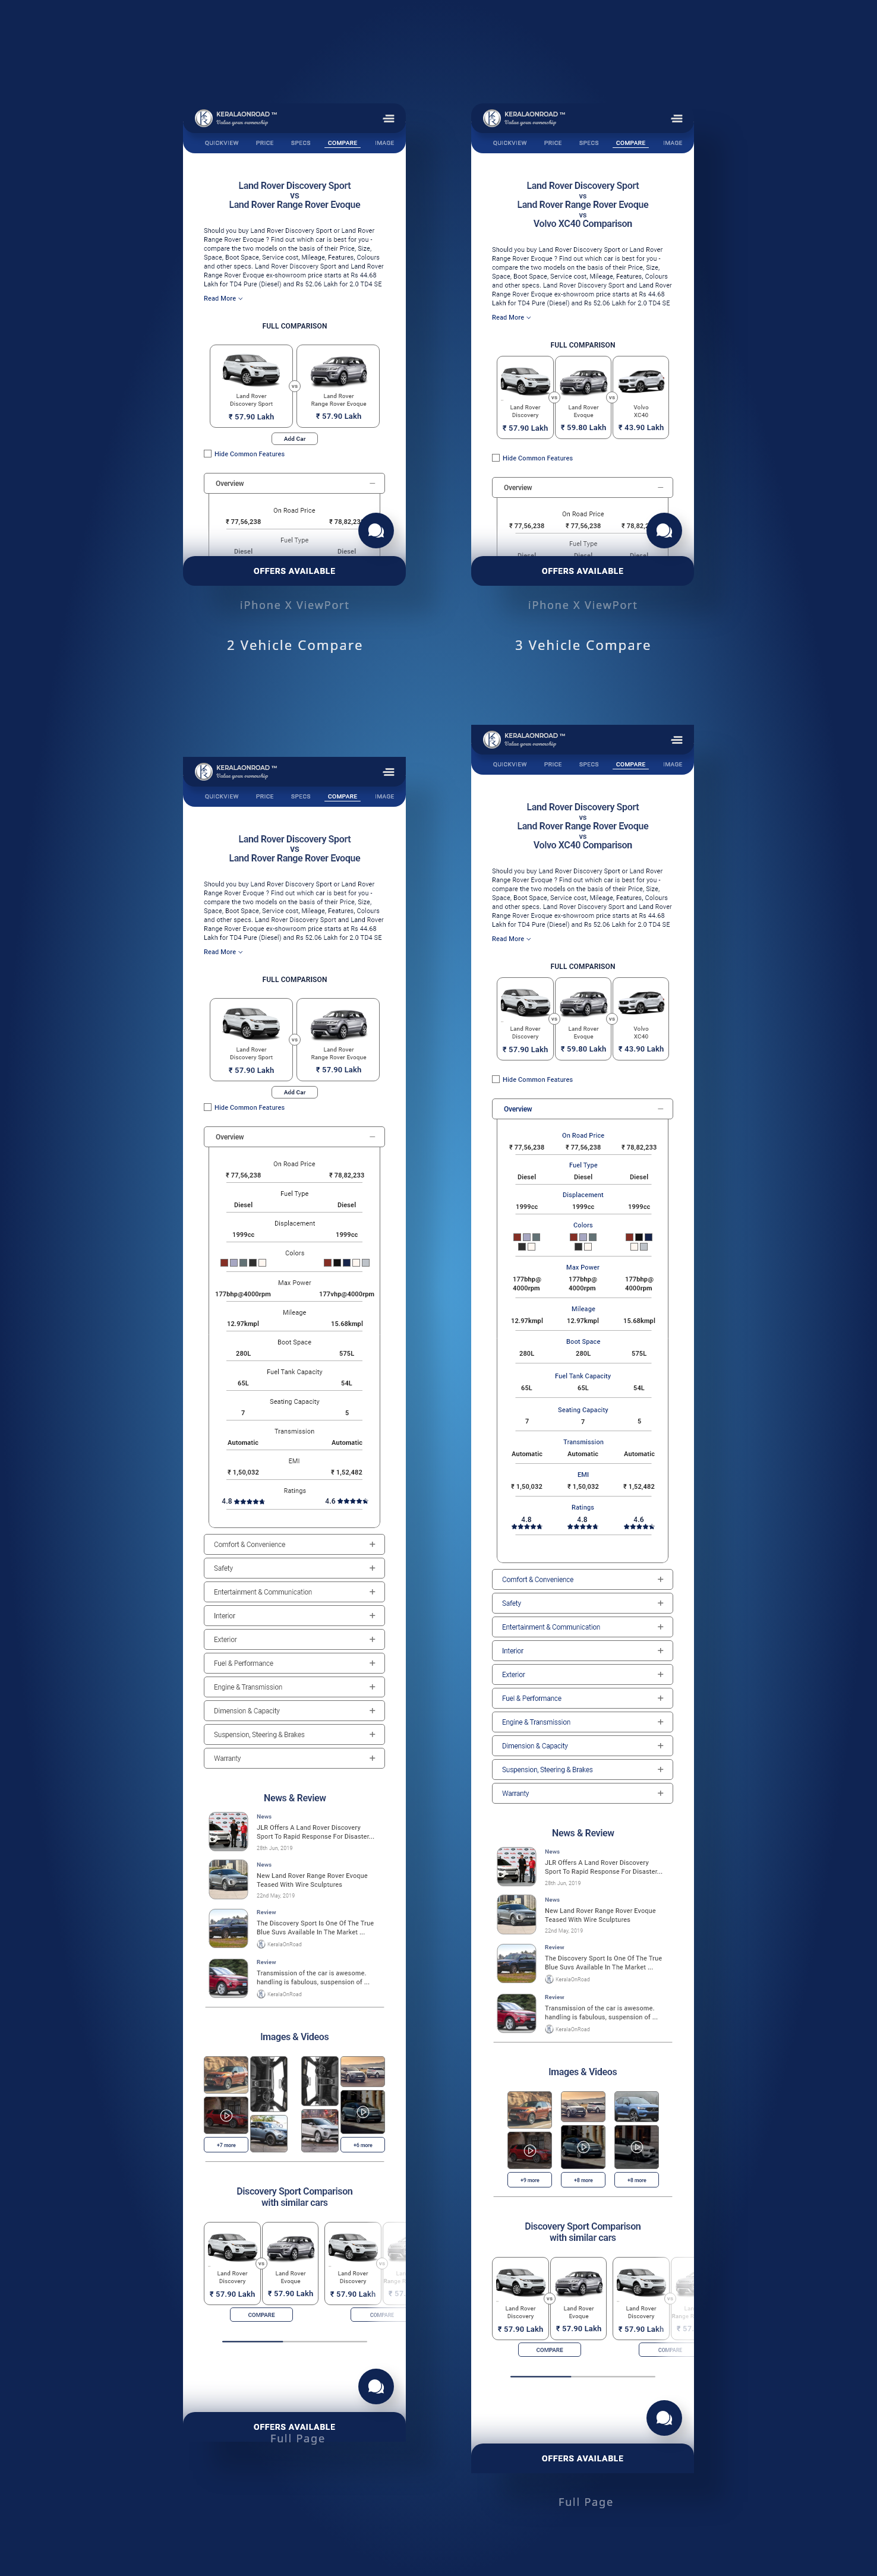 KERALAONROAD ™
Value your ownership
QUICKVIEW PRICE SPECS COMPARE IMAGE
Land Rover Discovery Sport
vs
Land Rover Range Rover Evoque
Should you buy Land Rover Discovery Sport or Land Rover
Range Rover Evoque ? Find out which car is best for you -
compare the two models on the basis of their Price, Size,
Space, Boot Space, Service cost, Mileage, Features, Colours
and other specs. Land Rover Discovery Sport and Land Rover
Range Rover Evoque ex-showroom price starts at Rs 44.68
Lakh for TD4 Pure (Diesel) and Rs 52.06 Lakh for 2.0 TD4 SE
Read More
FULL COMPARISON
vs
Land Rover Land Rover
Discovery Sport Range Rover Evoque
₹ 57.90 Lakh ₹ 57.90 Lakh
Add Car
Hide Common Features
Overview
On Road Price
₹ 77,56,238 ₹ 78,82,23
Fuel Type
Diesel Diesel
OFFERS AVAILABLE
iPhone X ViewPort
2 Vehicle Compare
KERALAONROAD ™
Value your ownership
QUICKVIEW PRICE SPECS COMPARE IMAGE
Land Rover Discovery Sport
vs
Land Rover Range Rover Evoque
vs
Volvo XC40 Comparison
Should you buy Land Rover Discovery Sport or Land Rover
Range Rover Evoque ? Find out which car is best for you -
compare the two models on the basis of their Price, Size,
Space, Boot Space, Service cost, Mileage, Features, Colours
and other specs. Land Rover Discovery Sport and Land Rover
Range Rover Evoque ex-showroom price starts at Rs 44.68
Lakh for TD4 Pure (Diesel) and Rs 52.06 Lakh for 2.0 TD4 SE
Read More
FULL COMPARISON
vs vs
Land Rover Land Rover Volvo
Discovery Evoque XC40
₹ 57.90 Lakh ₹ 59.80 Lakh ₹ 43.90 Lakh
Hide Common Features
Overview
On Road Price
₹ 77,56,238 ₹ 77,56,238 ₹ 78,82,
Fuel Type
Diesel Diesel Diesel
OFFERS AVAILABLE
iPhone X ViewPort
3 Vehicle Compare
KERALAONROAD ™
Value your ownership
QUICKVIEW PRICE SPECS COMPARE IMAGE
Land Rover Discovery Sport
vs
Land Rover Range Rover Evoque
Should you buy Land Rover Discovery Sport or Land Rover
Range Rover Evoque ? Find out which car is best for you -
compare the two models on the basis of their Price, Size,
Space, Boot Space, Service cost, Mileage, Features, Colours
and other specs. Land Rover Discovery Sport and Land Rover
Range Rover Evoque ex-showroom price starts at Rs 44.68
Lakh for TD4 Pure (Diesel) and Rs 52.06 Lakh for 2.0 TD4 SE
Read More
FULL COMPARISON
vs
Land Rover Land Rover
Discovery Sport Range Rover Evoque
₹ 57.90 Lakh ₹ 57.90 Lakh
Add Car
Hide Common Features
Overview
On Road Price
₹ 77,56,238 ₹ 78,82,233
Fuel Type
Diesel Diesel
Displacement
1999cc 1999cc
Colors
Max Power
177bhp@4000rpm 177vhp@4000rpm
Mileage
12.97kmpl 15.68kmpl
Boot Space
280L 575L
Fuel Tank Capacity
65L 54L
Seating Capacity
7 5
Transmission
Automatic Automatic
EMI
₹ 1,50,032 ₹ 1,52,482
Ratings
4.8 4.6
Comfort & Convenience
Safety
Entertainment & Communication
Interior
Exterior
Fuel & Performance
Engine & Transmission
Dimension & Capacity
Suspension, Steering & Brakes
Warranty
News & Review
News
JLR Offers A Land Rover Discovery
Sport To Rapid Response For Disaster...
28th Jun, 2019
News
New Land Rover Range Rover Evoque
Teased With Wire Sculptures
22nd May, 2019
Review
The Discovery Sport Is One Of The True
Blue Suvs Available In The Market ...
KeralaOnRoad
Review
Transmission of the car is awesome.
handling is fabulous, suspension of ...
KeralaOnRoad
Images & Videos
+7 more +6 more
Discovery Sport Comparison
with similar cars
vs vs
Land Rover Land Rover Land Rover
Discovery Evoque Discovery Range R
₹ 57.90 Lakh ₹ 57.90 Lakh ₹ 57.90 Lakh ₹ 57.
COMPARE COMPARE
OFFERS AVAILABLE
Full Page
KERALAONROAD ™
Value your ownership
QUICKVIEW PRICE SPECS COMPARE IMAGE
Land Rover Discovery Sport
vs
Land Rover Range Rover Evoque
vs
Volvo XC40 Comparison
Should you buy Land Rover Discovery Sport or Land Rover
Range Rover Evoque ? Find out which car is best for you -
compare the two models on the basis of their Price, Size,
Space, Boot Space, Service cost, Mileage, Features, Colours
and other specs. Land Rover Discovery Sport and Land Rover
Range Rover Evoque ex-showroom price starts at Rs 44.68
Lakh for TD4 Pure (Diesel) and Rs 52.06 Lakh for 2.0 TD4 SE
Read More
FULL COMPARISON
vs vs
Land Rover Land Rover Volvo
Discovery Evoque XC40
₹ 57.90 Lakh ₹ 59.80 Lakh ₹ 43.90 Lakh
Hide Common Features
Overview
On Road Price
₹ 77,56,238 ₹ 77,56,238 ₹ 78,82,233
Fuel Type
Diesel Diesel Diesel
Displacement
1999cc 1999cc 1999cc
Colors
Max Power
177bhp@ 177bhp@ 177bhp@
4000rpm 4000rpm 4000rpm
Mileage
12.97kmpl 12.97kmpl 15.68kmpl
Boot Space
280L 280L 575L
Fuel Tank Capacity
65L 65L 54L
Seating Capacity
7 7 5
Transmission
Automatic Automatic Automatic
EMI
₹ 1,50,032 ₹ 1,50,032 ₹ 1,52,482
Ratings
4.8 4.8 4.6
Comfort & Convenience
Safety
Entertainment & Communication
Interior
Exterior
Fuel & Performance
Engine & Transmission
Dimension & Capacity
Suspension, Steering & Brakes
Warranty
News & Review
News
JLR Offers A Land Rover Discovery
Sport To Rapid Response For Disaster...
28th Jun, 2019
News
New Land Rover Range Rover Evoque
Teased With Wire Sculptures
22nd May, 2019
Review
The Discovery Sport Is One Of The True
Blue Suvs Available In The Market ...
KeralaOnRoad
Review
Transmission of the car is awesome.
handling is fabulous, suspension of ...
KeralaOnRoad
Images & Videos
+9 more +8 more +8 more
Discovery Sport Comparison
with similar cars
vs vs
Land Rover Land Rover Land Rover
Discovery Evoque Discovery Range R
₹ 57.90 Lakh ₹ 57.90 Lakh ₹ 57.90 Lakh ₹ 57.
COMPARE COMPARE
OFFERS AVAILABLE
Full Page